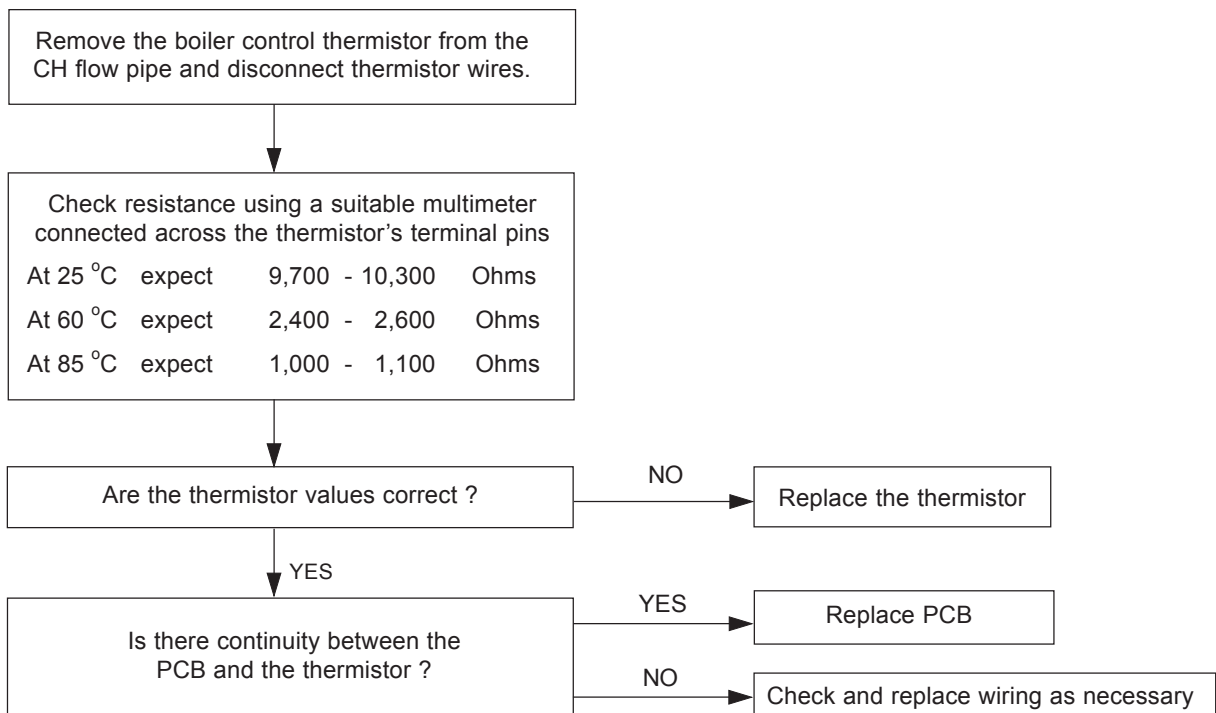 Remove the boiler control thermistor from the
CH flow pipe and disconnect thermistor wires.
Check resistance using a suitable multimeter
connected across the thermistor's terminal pins
At 25 °C expect 9,700 - 10,300 Ohms
At 60 °C expect 2,400 - 2,600 Ohms
At 85 °C expect 1,000 - 1,100 Ohms
Are the thermistor values correct ?
NO
Replace the thermistor
YES
Is there continuity between the
PCB and the thermistor ?
YES
Replace PCB
NO
Check and replace wiring as necessary